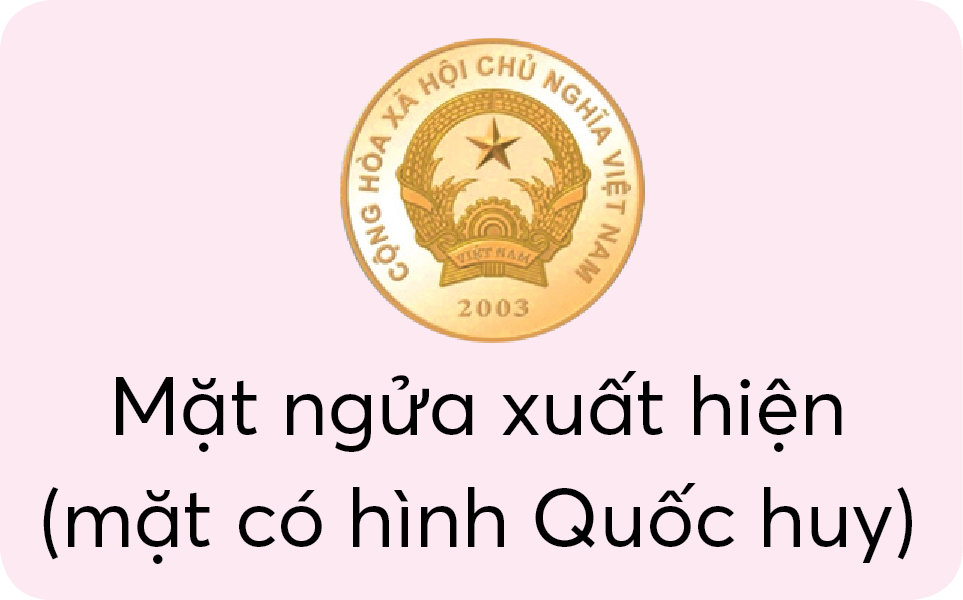 CỘNG HÒA XÃ HỘI CHỦ NGHĨA VIỆT NAM
VIỆT NAM
2003
Mặt ngửa xuất hiện
(mặt có hình Quốc huy)